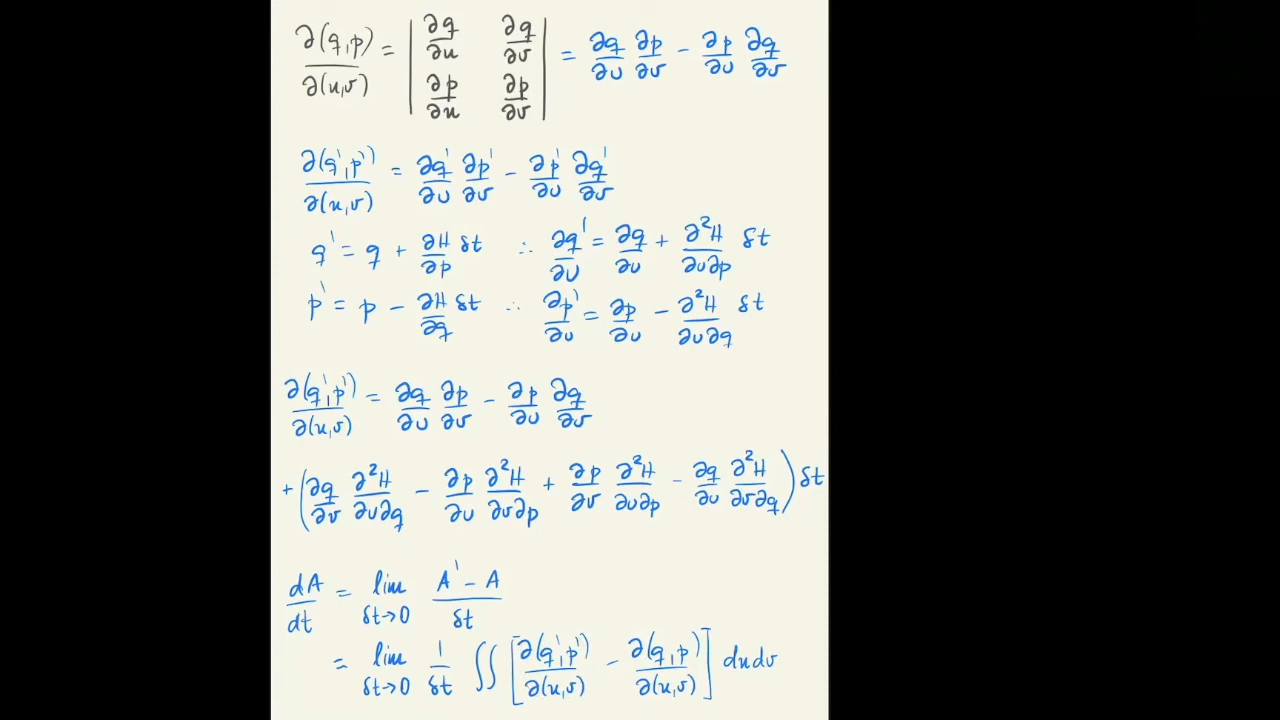 ∂(q,p)/∂(u,v) = | ∂q/∂u ∂q/∂v ; ∂p/∂u ∂p/∂v | = ∂q/∂u ∂p/∂v − ∂p/∂u ∂q/∂v
∂(q',p')/∂(u,v) = ∂q'/∂u ∂p'/∂v − ∂p'/∂u ∂q'/∂v
q' = q + ∂H/∂p δt ∴ ∂q'/∂u = ∂q/∂u + ∂²H/∂u∂p δt
p' = p − ∂H/∂q δt ∴ ∂p'/∂u = ∂p/∂u − ∂²H/∂u∂q δt
∂(q',p')/∂(u,v) = ∂q/∂u ∂p/∂v − ∂p/∂u ∂q/∂v
+ (∂q/∂v ∂²H/∂u∂q − ∂p/∂u ∂²H/∂v∂p + ∂p/∂v ∂²H/∂u∂p − ∂q/∂u ∂²H/∂v∂q) δt
dA/dt = lim δt→0 (A' − A)/δt
= lim δt→0 1/δt ∬ [∂(q',p')/∂(u,v) − ∂(q,p)/∂(u,v)] du dv